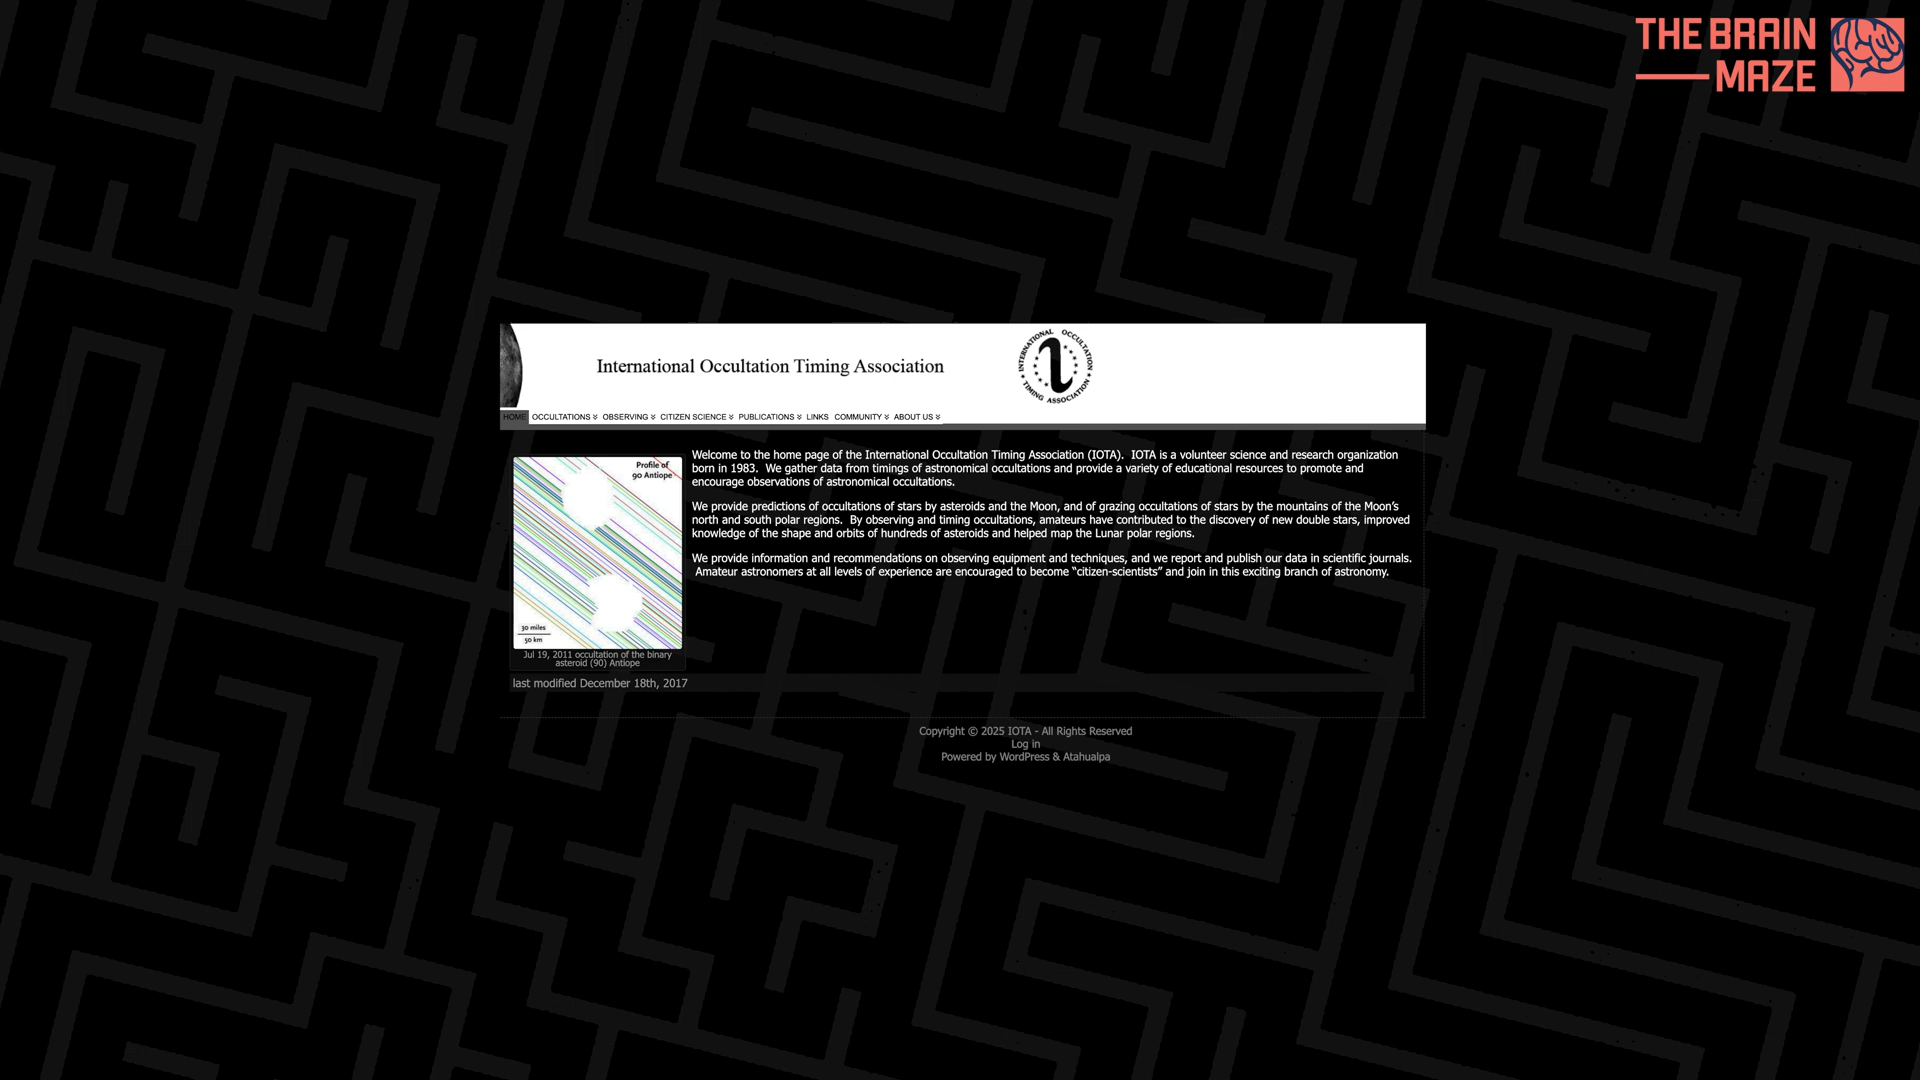 THE BRAIN
MAZE
INTERNATIONAL OCCULTATION
TIMING ASSOCIATION
International Occultation Timing Association
HOME OCCULTATIONS OBSERVING CITIZEN SCIENCE PUBLICATIONS LINKS COMMUNITY ABOUT US
Profile of
90 Antiope
30 miles
50 km
Jul 19, 2011 occultation of the binary
asteroid (90) Antiope
Welcome to the home page of the International Occultation Timing Association (IOTA).  IOTA is a volunteer science and research organization
born in 1983.  We gather data from timings of astronomical occultations and provide a variety of educational resources to promote and
encourage observations of astronomical occultations.
We provide predictions of occultations of stars by asteroids and the Moon, and of grazing occultations of stars by the mountains of the Moon’s
north and south polar regions.  By observing and timing occultations, amateurs have contributed to the discovery of new double stars, improved
knowledge of the shape and orbits of hundreds of asteroids and helped map the Lunar polar regions.
We provide information and recommendations on observing equipment and techniques, and we report and publish our data in scientific journals.
Amateur astronomers at all levels of experience are encouraged to become “citizen-scientists” and join in this exciting branch of astronomy.
last modified December 18th, 2017
Copyright © 2025 IOTA - All Rights Reserved
Log in
Powered by WordPress & Atahualpa